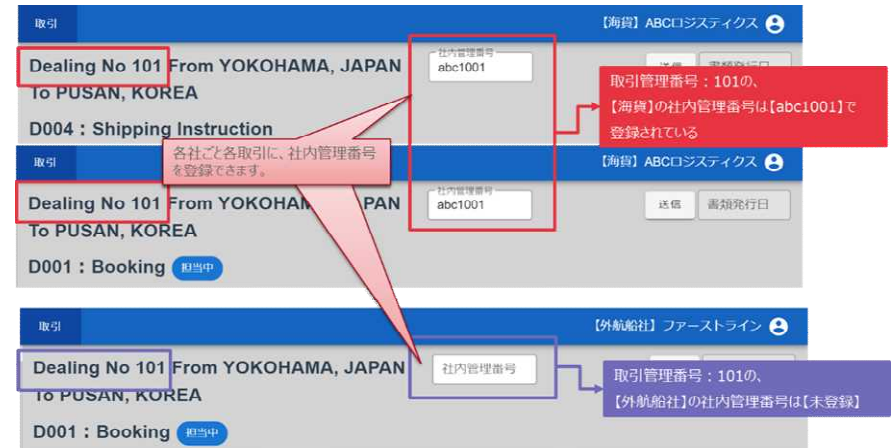 取引
【海貨】ABCロジスティクス
Dealing No 101 From YOKOHAMA, JAPAN
To PUSAN, KOREA
社内管理番号
abc1001
D004：Shipping Instruction
取引管理番号：101の、
【海貨】の社内管理番号は【abc1001】で
登録されている
各社ごと各取引に、社内管理番号
を登録できます。
取引
【海貨】ABCロジスティクス
Dealing No 101 From YOKOHAMA, JAPAN
To PUSAN, KOREA
社内管理番号
abc1001
送信
書類発行日
D001：Booking 担当中
取引
【外航船社】ファーストライン
Dealing No 101 From YOKOHAMA, JAPAN
To PUSAN, KOREA
社内管理番号
取引管理番号：101の、
【外航船社】の社内管理番号は【未登録】
D001：Booking 担当中